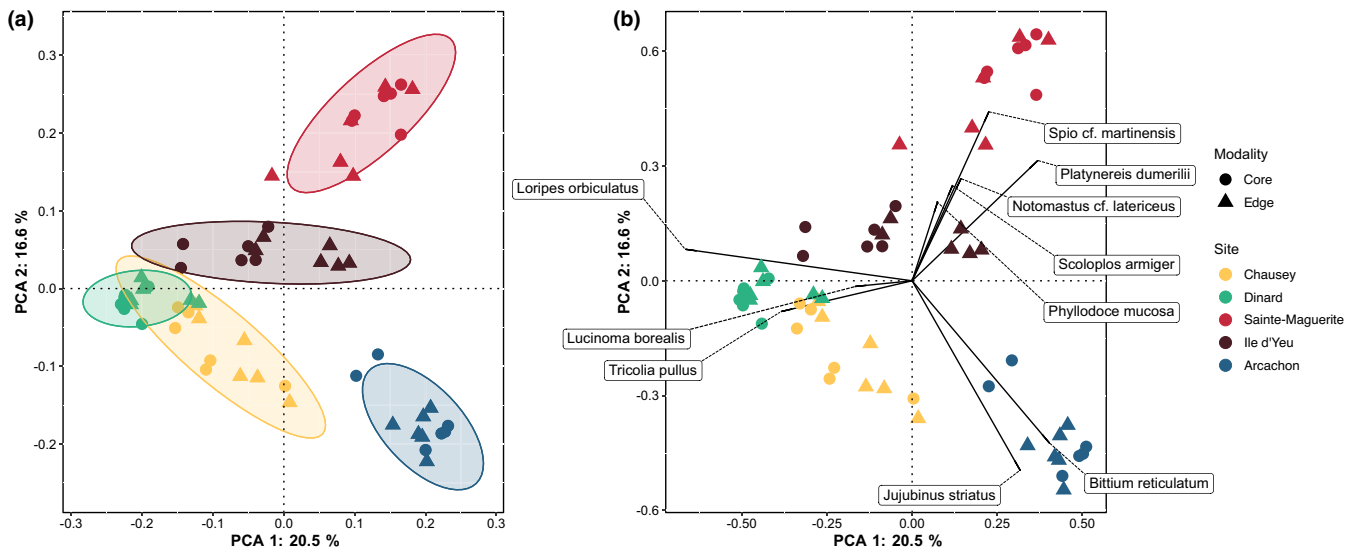 (a)
0.3
0.2
0.1
0.0
-0.1
-0.2
PCA 2: 16.6 %
-0.3
-0.2
-0.1
0.0
0.1
0.2
0.3
PCA 1: 20.5 %
(b)
0.6
0.3
0.0
-0.3
-0.6
PCA 2: 16.6 %
-0.50
-0.25
0.00
0.25
0.50
PCA 1: 20.5 %
Spio cf. martinensis
Platynereis dumerilii
Loripes orbiculatus
Notomastus cf. latericeus
Scoloplos armiger
Phyllodoce mucosa
Lucinoma borealis
Tricolia pullus
Jujubinus striatus
Bittium reticulatum
Modality
Core
Edge
Site
Chausey
Dinard
Sainte-Maguerite
Ile d'Yeu
Arcachon